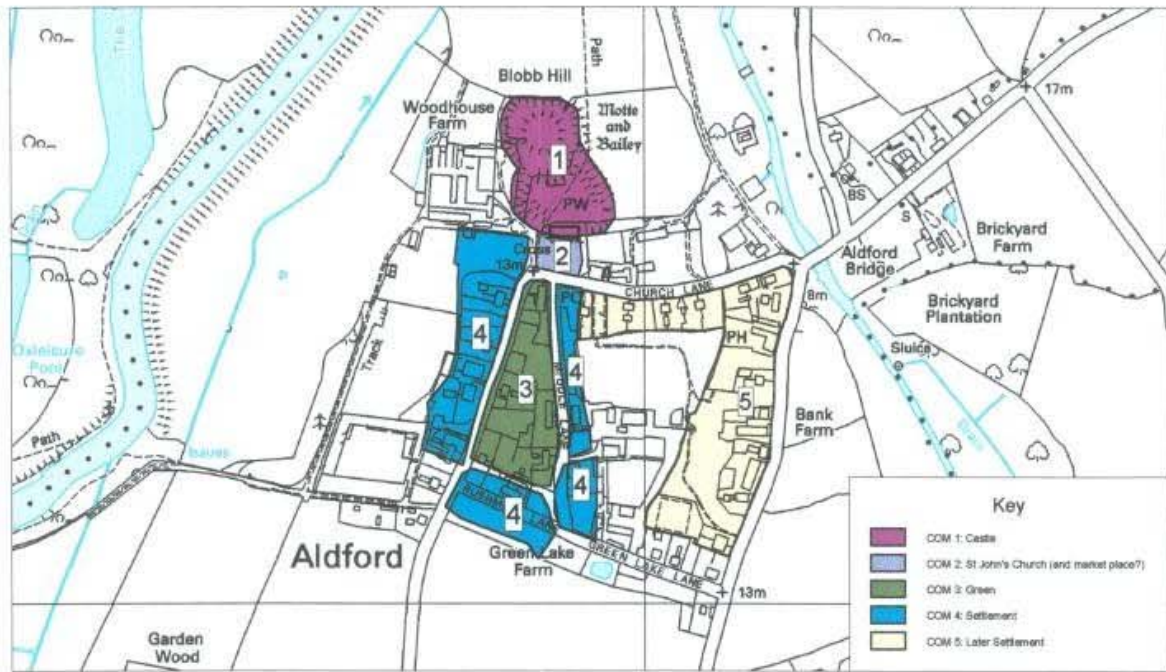 Blobb Hill
Path
Woodhouse
Farm
Motte
and
Bailey
1
PW
17m
BS
S
Aldford
Bridge
Brickyard
Farm
Brickyard
Plantation
2
13m
CHURCH LANE
8m
Sluice
PH
4
3
4
5
Track
MIDDLE LANE
Bank
Farm
Path
4
4
Aldford
Green Lake
Farm
GREEN LAKE LANE
13m
Garden
Wood
Key
COM 1: Castle
COM 2: St John's Church (and market place?)
COM 3: Green
COM 4: Settlement
COM 5: Later Settlement